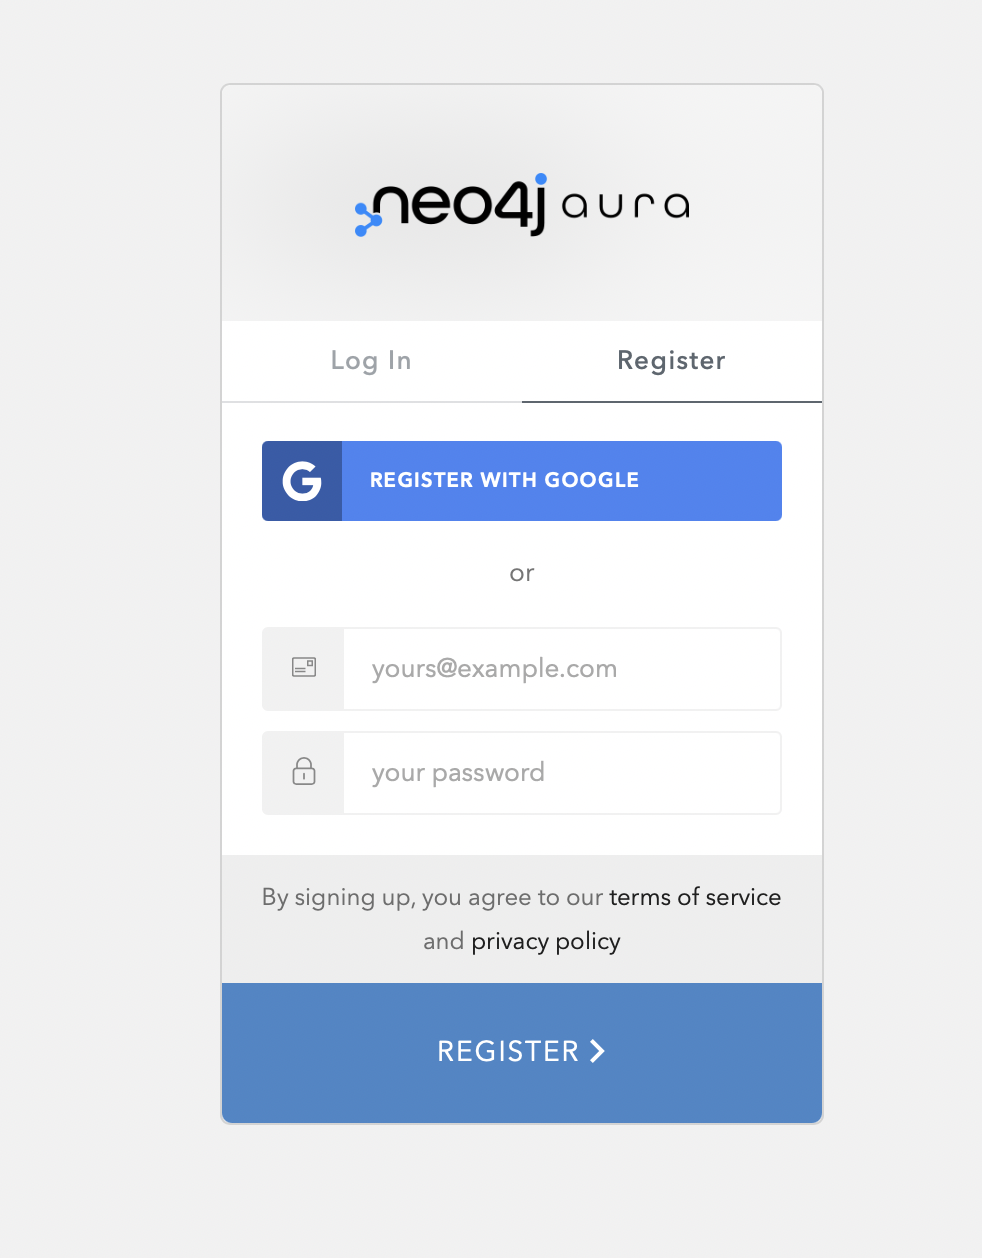 neo4j aura
Log In
Register
G
REGISTER WITH GOOGLE
or
yours@example.com
your password
By signing up, you agree to our terms of service
and privacy policy
REGISTER